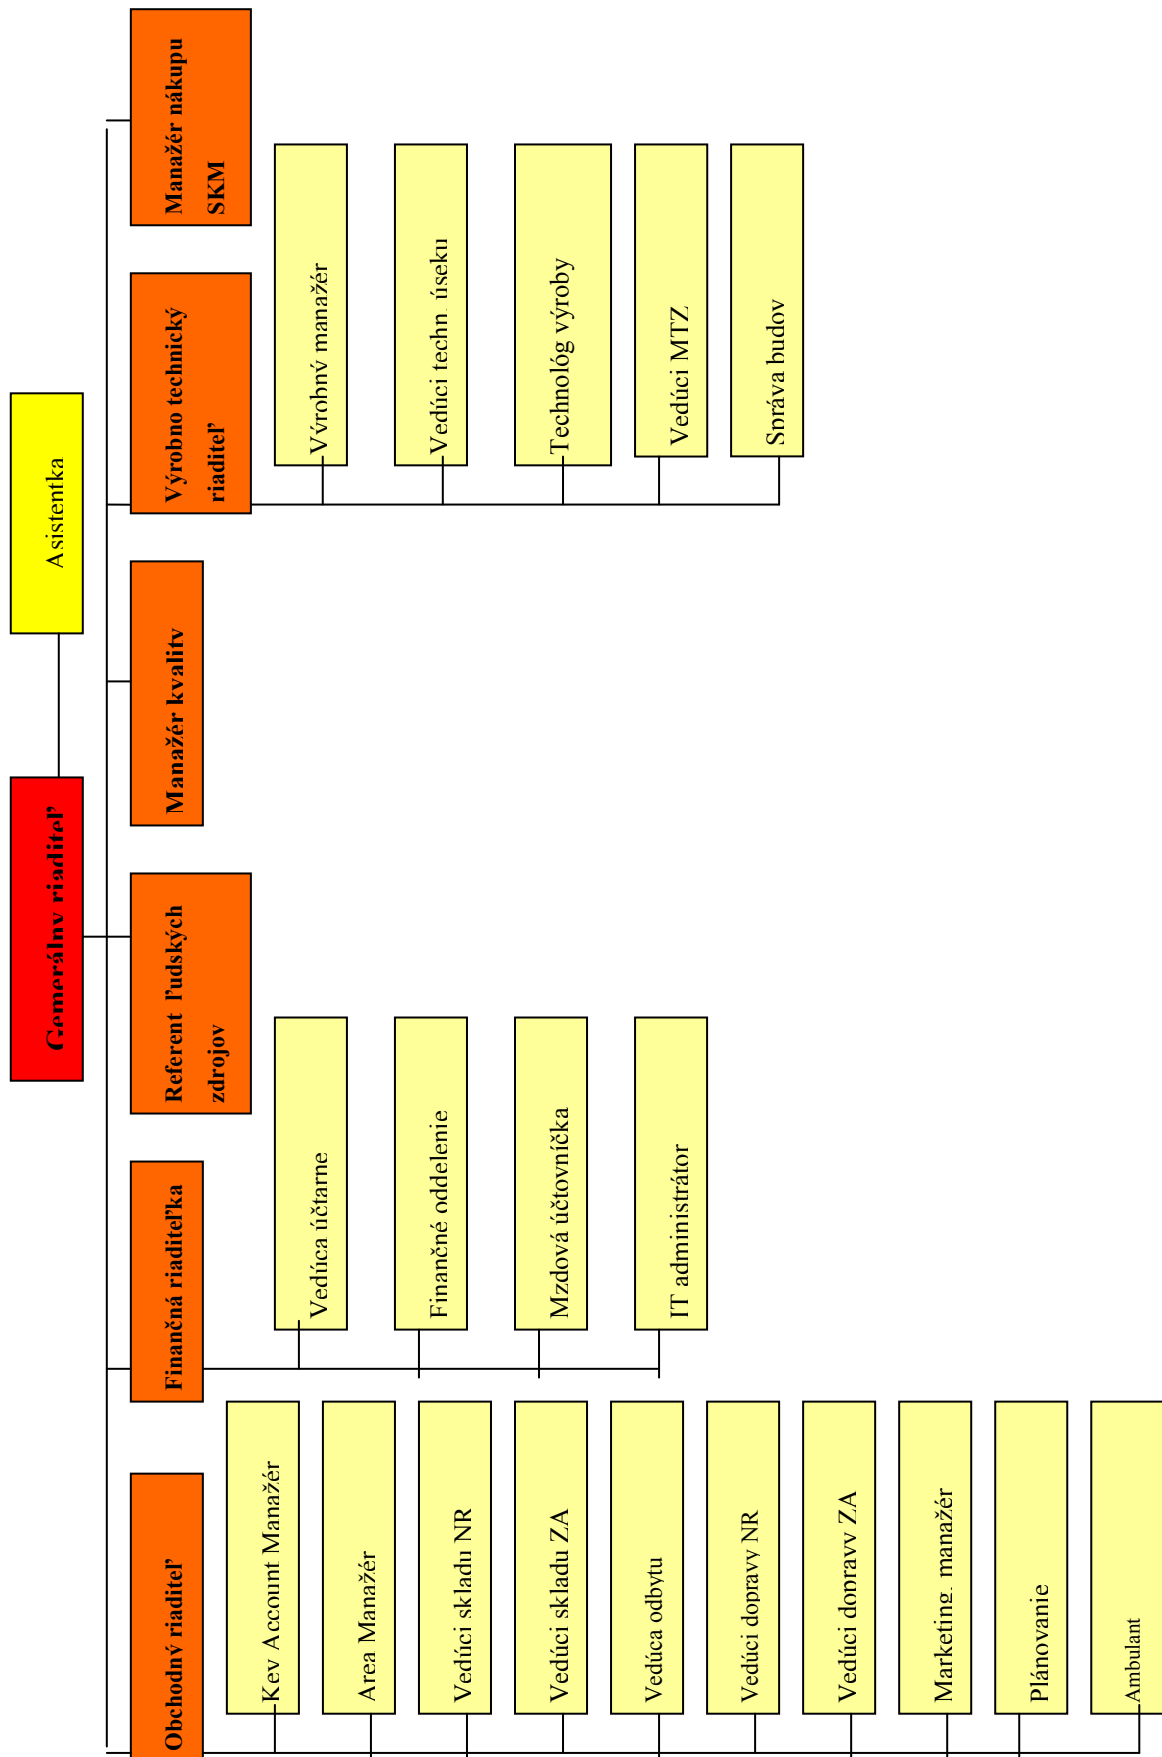 Gemerálny riaditeľ
Asistentka
Obchodný riaditeľ
Finančná riaditeľka
Referent ľudských
zdrojov
Manažér kvality
Výrobno technický
riaditeľ
Manažér nákupu
SKM
Key Account Manažér
Area Manažér
Vedúci skladu NR
Vedúci skladu ZA
Vedúca odbytu
Vedúci dopravy NR
Vedúci dopravy ZA
Marketing. manažér
Plánovanie
Ambulant
Vedúca účtarne
Finančné oddelenie
Mzdová účtovníčka
IT administrátor
Výrobný manažér
Vedúci techn. úseku
Technológ výroby
Vedúci MTZ
Správa budov